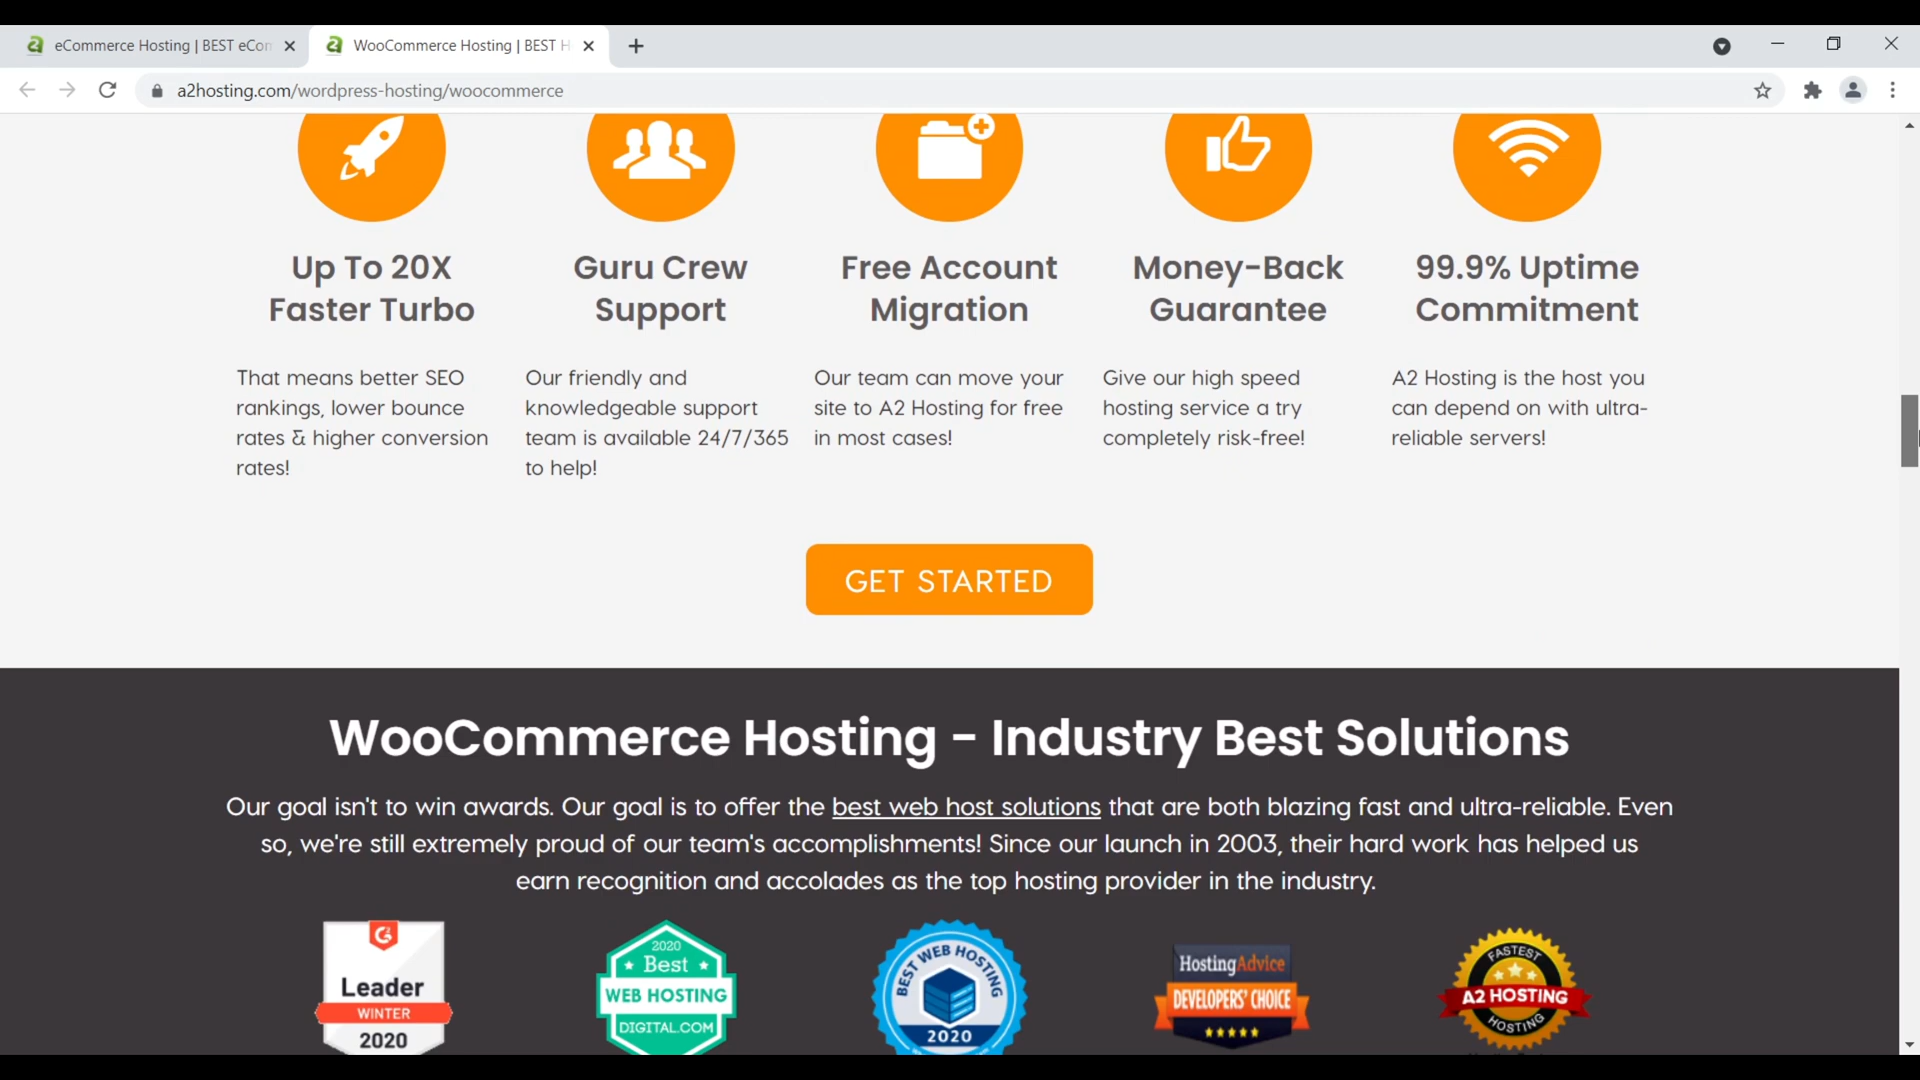 eCommerce Hosting | BEST eCom
WooCommerce Hosting | BEST H
a2hosting.com/wordpress-hosting/woocommerce
Up To 20X
Faster Turbo
That means better SEO
rankings, lower bounce
rates & higher conversion
rates!
Guru Crew
Support
Our friendly and
knowledgeable support
team is available 24/7/365
to help!
Free Account
Migration
Our team can move your
site to A2 Hosting for free
in most cases!
Money-Back
Guarantee
Give our high speed
hosting service a try
completely risk-free!
99.9% Uptime
Commitment
A2 Hosting is the host you
can depend on with ultra-
reliable servers!
GET STARTED
WooCommerce Hosting - Industry Best Solutions
Our goal isn't to win awards. Our goal is to offer the best web host solutions that are both blazing fast and ultra-reliable. Even
so, we're still extremely proud of our team's accomplishments! Since our launch in 2003, their hard work has helped us
earn recognition and accolades as the top hosting provider in the industry.
Leader
WINTER
2020
2020
Best
WEB HOSTING
DIGITAL.COM
BEST WEB HOSTING
2020
HostingAdvice
DEVELOPERS' CHOICE
FASTEST
A2 HOSTING
HOSTING